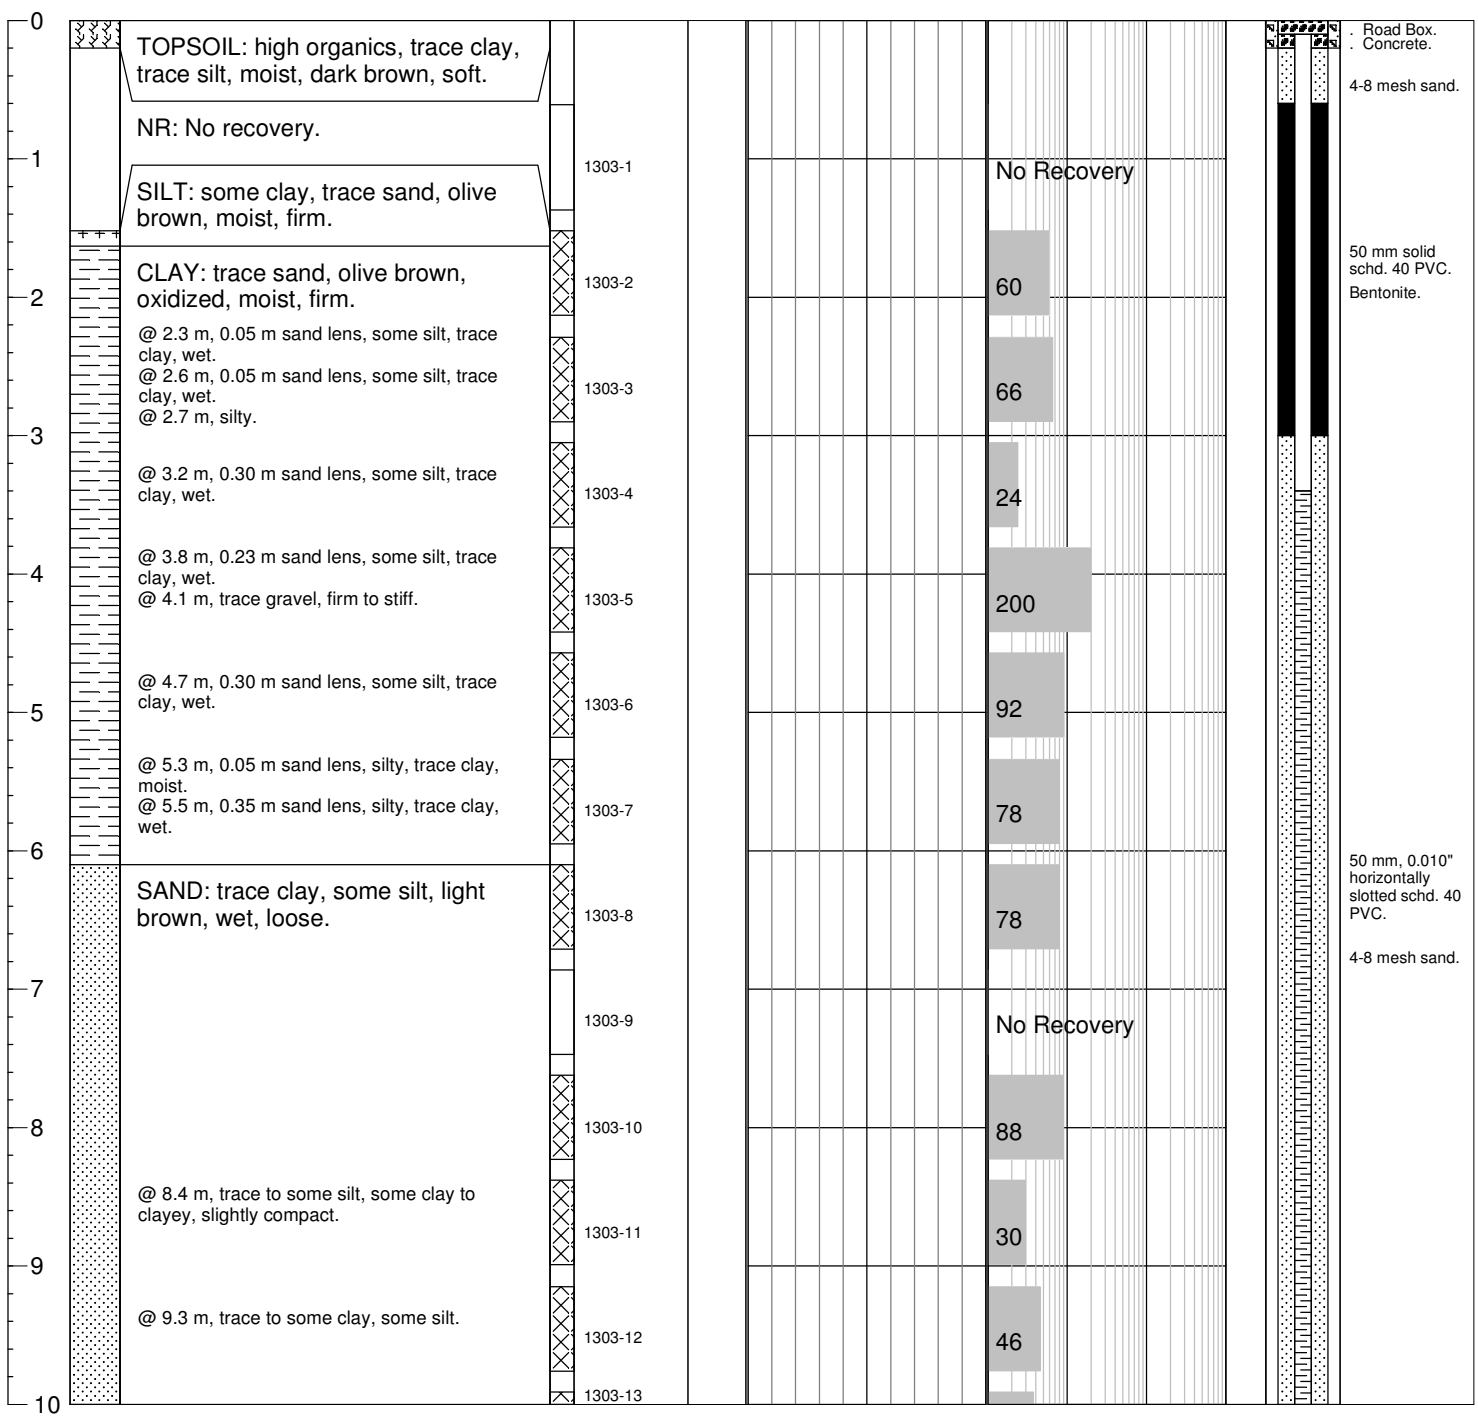 0
1
2
3
4
5
6
7
8
9
10
TOPSOIL: high organics, trace clay,
trace silt, moist, dark brown, soft.
NR: No recovery.
SILT: some clay, trace sand, olive
brown, moist, firm.
CLAY: trace sand, olive brown,
oxidized, moist, firm.
@ 2.3 m, 0.05 m sand lens, some silt, trace
clay, wet.
@ 2.6 m, 0.05 m sand lens, some silt, trace
clay, wet.
@ 2.7 m, silty.
@ 3.2 m, 0.30 m sand lens, some silt, trace
clay, wet.
@ 3.8 m, 0.23 m sand lens, some silt, trace
clay, wet.
@ 4.1 m, trace gravel, firm to stiff.
@ 4.7 m, 0.30 m sand lens, some silt, trace
clay, wet.
@ 5.3 m, 0.05 m sand lens, silty, trace clay,
moist.
@ 5.5 m, 0.35 m sand lens, silty, trace clay,
wet.
SAND: trace clay, some silt, light
brown, wet, loose.
@ 8.4 m, trace to some silt, some clay to
clayey, slightly compact.
@ 9.3 m, trace to some clay, some silt.
1303-1
1303-2
1303-3
1303-4
1303-5
1303-6
1303-7
1303-8
1303-9
1303-10
1303-11
1303-12
1303-13
No Recovery
60
66
24
200
92
78
78
No Recovery
88
30
46
. Road Box.
. Concrete.
4-8 mesh sand.
50 mm solid
schd. 40 PVC.
Bentonite.
50 mm, 0.010"
horizontally
slotted schd. 40
PVC.
4-8 mesh sand.